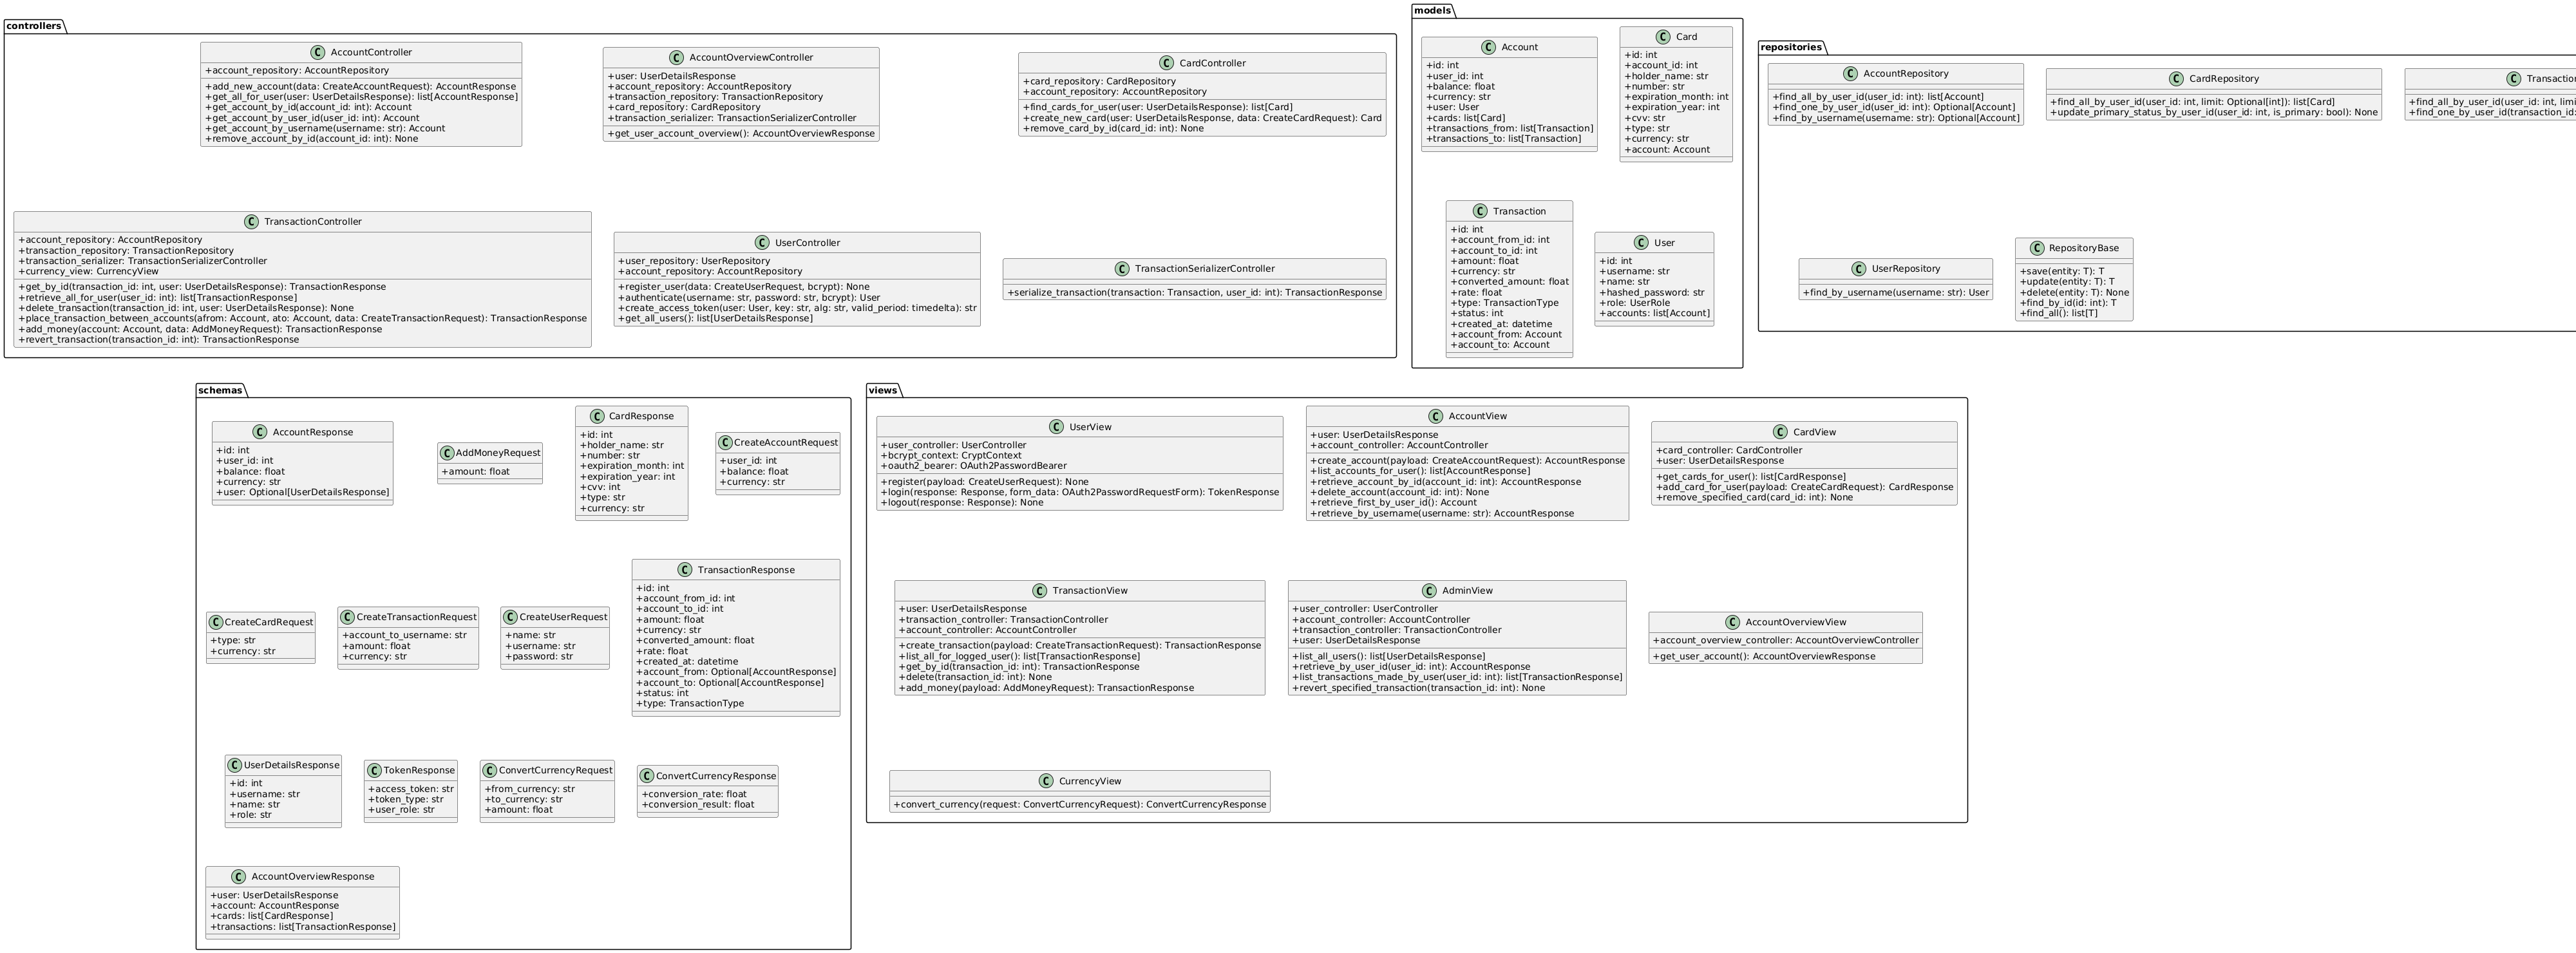 controllers
C AccountController
+account_repository: AccountRepository
+add_new_account(data: CreateAccountRequest): AccountResponse
+get_all_for_user(user: UserDetailsResponse): list[AccountResponse]
+get_account_by_id(account_id: int): Account
+get_account_by_user_id(user_id: int): Account
+get_account_by_username(username: str): Account
+remove_account_by_id(account_id: int): None
C AccountOverviewController
+user: UserDetailsResponse
+account_repository: AccountRepository
+transaction_repository: TransactionRepository
+card_repository: CardRepository
+transaction_serializer: TransactionSerializerController
+get_user_account_overview(): AccountOverviewResponse
C CardController
+card_repository: CardRepository
+account_repository: AccountRepository
+find_cards_for_user(user: UserDetailsResponse): list[Card]
+create_new_card(user: UserDetailsResponse, data: CreateCardRequest): Card
+remove_card_by_id(card_id: int): None
C TransactionController
+account_repository: AccountRepository
+transaction_repository: TransactionRepository
+transaction_serializer: TransactionSerializerController
+currency_view: CurrencyView
+get_by_id(transaction_id: int, user: UserDetailsResponse): TransactionResponse
+retrieve_all_for_user(user_id: int): list[TransactionResponse]
+delete_transaction(transaction_id: int, user: UserDetailsResponse): None
+place_transaction_between_accounts(afrom: Account, ato: Account, data: CreateTransactionRequest): TransactionResponse
+add_money(account: Account, data: AddMoneyRequest): TransactionResponse
+revert_transaction(transaction_id: int): TransactionResponse
C UserController
+user_repository: UserRepository
+account_repository: AccountRepository
+register_user(data: CreateUserRequest, bcrypt): None
+authenticate(username: str, password: str, bcrypt): User
+create_access_token(user: User, key: str, alg: str, valid_period: timedelta): str
+get_all_users(): list[UserDetailsResponse]
C TransactionSerializerController
+serialize_transaction(transaction: Transaction, user_id: int): TransactionResponse
models
C Account
+id: int
+user_id: int
+balance: float
+currency: str
+user: User
+cards: list[Card]
+transactions_from: list[Transaction]
+transactions_to: list[Transaction]
C Card
+id: int
+account_id: int
+holder_name: str
+number: str
+expiration_month: int
+expiration_year: int
+cvv: str
+type: str
+currency: str
+account: Account
C Transaction
+id: int
+account_from_id: int
+account_to_id: int
+amount: float
+currency: str
+converted_amount: float
+rate: float
+type: TransactionType
+status: int
+created_at: datetime
+account_from: Account
+account_to: Account
C User
+id: int
+username: str
+name: str
+hashed_password: str
+role: UserRole
+accounts: list[Account]
repositories
C AccountRepository
+find_all_by_user_id(user_id: int): list[Account]
+find_one_by_user_id(user_id: int): Optional[Account]
+find_by_username(username: str): Optional[Account]
C CardRepository
+find_all_by_user_id(user_id: int, limit: Optional[int]): list[Card]
+update_primary_status_by_user_id(user_id: int, is_primary: bool): None
C
+find_all_by_user_id(user_id: int,
+find_one_by_user_id(transaction_id:
C UserRepository
+find_by_username(username: str): User
C RepositoryBase
+save(entity: T): T
+update(entity: T): T
+delete(entity: T): None
+find_by_id(id: int): T
+find_all(): list[T]
schemas
C AccountResponse
+id: int
+user_id: int
+balance: float
+currency: str
+user: Optional[UserDetailsResponse]
C AddMoneyRequest
+amount: float
C CardResponse
+id: int
+holder_name: str
+number: str
+expiration_month: int
+expiration_year: int
+cvv: int
+type: str
+currency: str
C CreateAccountRequest
+user_id: int
+balance: float
+currency: str
C CreateCardRequest
+type: str
+currency: str
C CreateTransactionRequest
+account_to_username: str
+amount: float
+currency: str
C CreateUserRequest
+name: str
+username: str
+password: str
C TransactionResponse
+id: int
+account_from_id: int
+account_to_id: int
+amount: float
+currency: str
+converted_amount: float
+rate: float
+created_at: datetime
+account_from: Optional[AccountResponse]
+account_to: Optional[AccountResponse]
+status: int
+type: TransactionType
C UserDetailsResponse
+id: int
+username: str
+name: str
+role: str
C TokenResponse
+access_token: str
+token_type: str
+user_role: str
C ConvertCurrencyRequest
+from_currency: str
+to_currency: str
+amount: float
C ConvertCurrencyResponse
+conversion_rate: float
+conversion_result: float
C AccountOverviewResponse
+user: UserDetailsResponse
+account: AccountResponse
+cards: list[CardResponse]
+transactions: list[TransactionResponse]
views
C UserView
+user_controller: UserController
+bcrypt_context: CryptContext
+oauth2_bearer: OAuth2PasswordBearer
+register(payload: CreateUserRequest): None
+login(response: Response, form_data: OAuth2PasswordRequestForm): TokenResponse
+logout(response: Response): None
C AccountView
+user: UserDetailsResponse
+account_controller: AccountController
+create_account(payload: CreateAccountRequest): AccountResponse
+list_accounts_for_user(): list[AccountResponse]
+retrieve_account_by_id(account_id: int): AccountResponse
+delete_account(account_id: int): None
+retrieve_first_by_user_id(): Account
+retrieve_by_username(username: str): AccountResponse
C CardView
+card_controller: CardController
+user: UserDetailsResponse
+get_cards_for_user(): list[CardResponse]
+add_card_for_user(payload: CreateCardRequest): CardResponse
+remove_specified_card(card_id: int): None
C TransactionView
+user: UserDetailsResponse
+transaction_controller: TransactionController
+account_controller: AccountController
+create_transaction(payload: CreateTransactionRequest): TransactionResponse
+list_all_for_logged_user(): list[TransactionResponse]
+get_by_id(transaction_id: int): TransactionResponse
+delete(transaction_id: int): None
+add_money(payload: AddMoneyRequest): TransactionResponse
C AdminView
+user_controller: UserController
+account_controller: AccountController
+transaction_controller: TransactionController
+user: UserDetailsResponse
+list_all_users(): list[UserDetailsResponse]
+retrieve_by_user_id(user_id: int): AccountResponse
+list_transactions_made_by_user(user_id: int): list[TransactionResponse]
+revert_specified_transaction(transaction_id: int): None
C AccountOverviewView
+account_overview_controller: AccountOverviewController
+get_user_account(): AccountOverviewResponse
C CurrencyView
+convert_currency(request: ConvertCurrencyRequest): ConvertCurrencyResponse